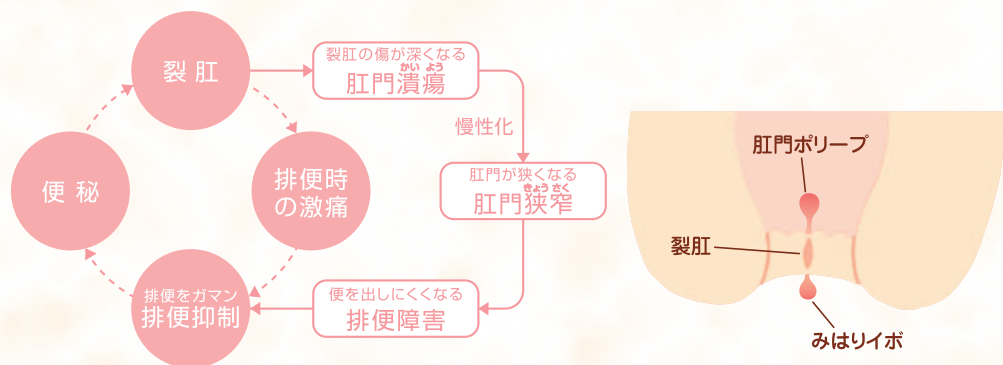 裂肛
裂肛の傷が深くなる
かいよう
肛門潰瘍
慢性化
肛門が狭くなる
きょうさく
肛門狭窄
便を出しにくくなる
排便障害
排便時
の激痛
排便をガマン
排便抑制
便秘
肛門ポリープ
裂肛
みはりイボ